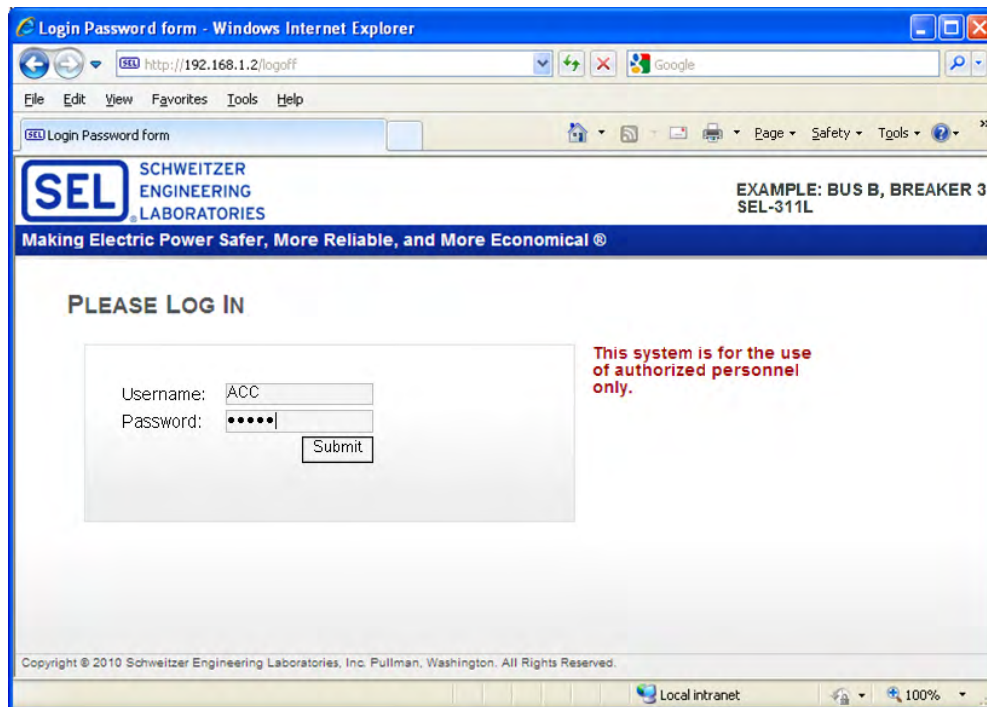 Login Password form - Windows Internet Explorer
SEL http://192.168.1.2/logoff
Google
File Edit View Favorites Tools Help
SEL Login Password form
Page Safety Tools
SEL SCHWEITZER
ENGINEERING
LABORATORIES
EXAMPLE: BUS B, BREAKER 3
SEL-311L
Making Electric Power Safer, More Reliable, and More Economical ®
PLEASE LOG IN
This system is for the use
of authorized personnel
only.
Username: ACC
Password: •••••
Submit
Copyright © 2010 Schweitzer Engineering Laboratories, Inc. Pullman, Washington. All Rights Reserved.
Local intranet 100%